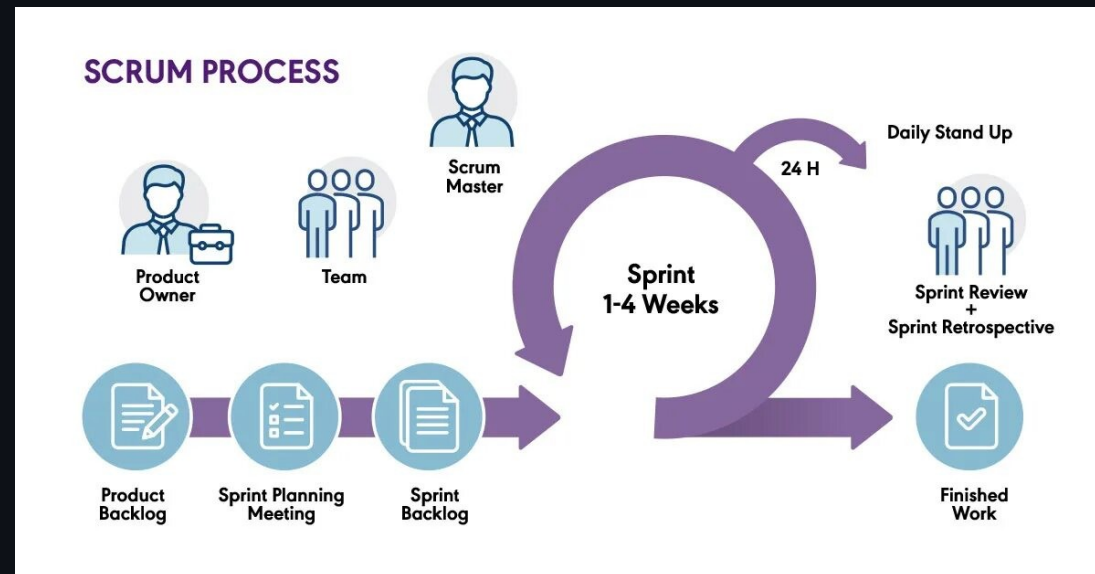 SCRUM PROCESS
Scrum
Master
Product
Owner
Team
Daily Stand Up
24 H
Sprint
1-4 Weeks
Sprint Review
+
Sprint Retrospective
Product
Backlog
Sprint Planning
Meeting
Sprint
Backlog
Finished
Work